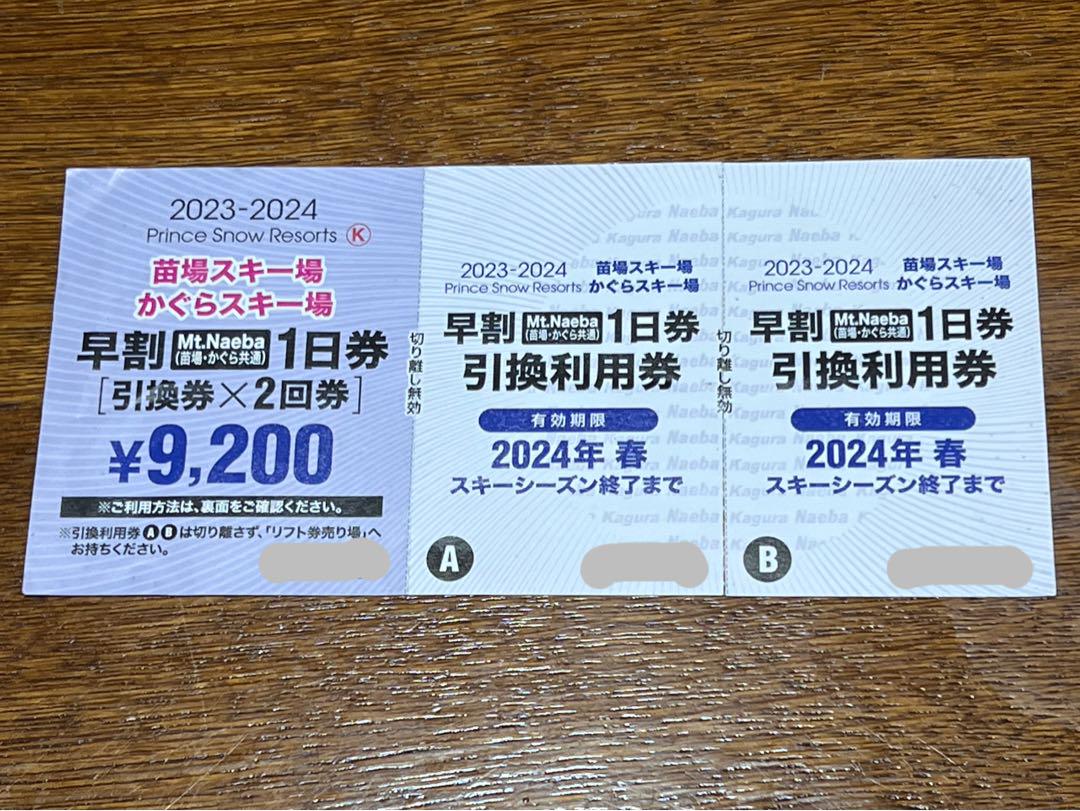 2023-2024
Prince Snow Resorts K
苗場スキー場
かぐらスキー場
早割 Mt.Naeba (苗場・かぐら共通) 1日券
[引換券×2回券]
¥9,200
※ご利用方法は、裏面をご確認ください。
※引換利用券ABは切り離さず、「リフト券売り場」へ
お持ちください。
切り離し無効
2023-2024 苗場スキー場
Prince Snow Resorts かぐらスキー場
早割 Mt.Naeba (苗場・かぐら共通) 1日券
引換利用券
有効期限
2024年 春
スキーシーズン終了まで
A
切り離し無効
2023-2024 苗場スキー場
Prince Snow Resorts かぐらスキー場
早割 Mt.Naeba (苗場・かぐら共通) 1日券
引換利用券
有効期限
2024年 春
スキーシーズン終了まで
B
Kagura Naeba